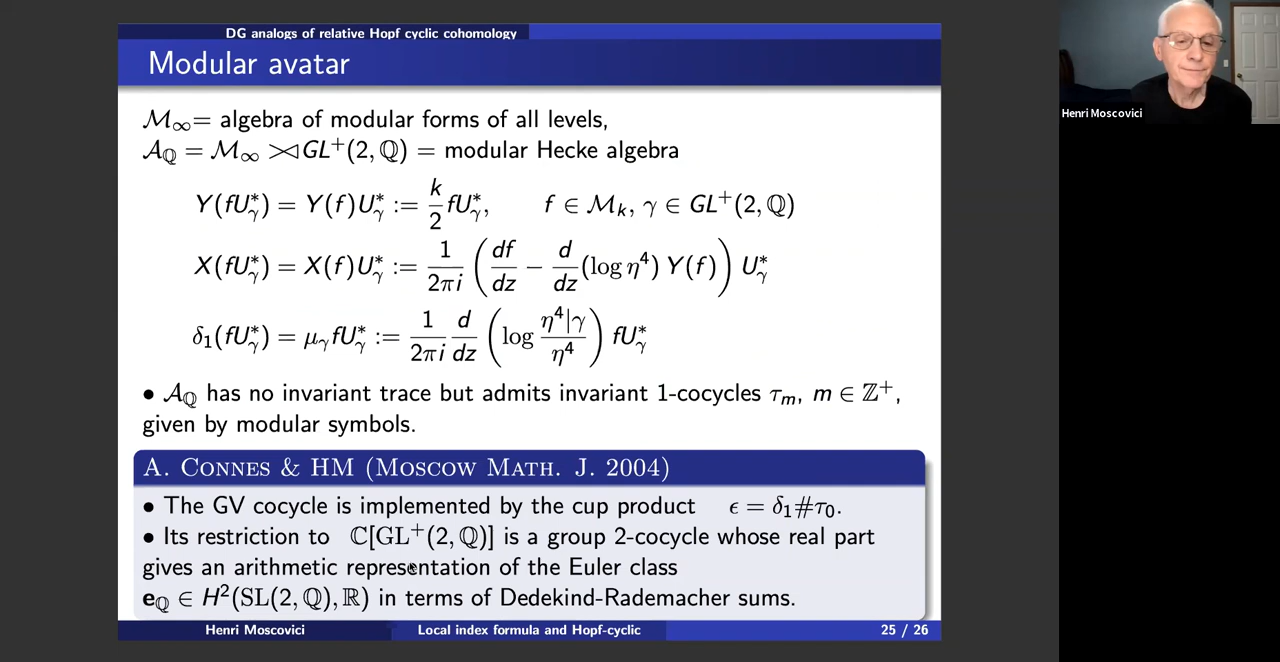 DG analogs of relative Hopf cyclic cohomology
Modular avatar
ℳ∞= algebra of modular forms of all levels,
𝒜_ℚ = ℳ∞ ⋊ GL⁺(2, ℚ) = modular Hecke algebra
Y(fU*_γ) = Y(f)U*_γ := k/2 fU*_γ, f ∈ ℳ_k, γ ∈ GL⁺(2, ℚ)
X(fU*_γ) = X(f)U*_γ := 1/2πi (df/dz − d/dz (log η⁴) Y(f)) U*_γ
δ₁(fU*_γ) = μ_γ fU*_γ := 1/2πi d/dz (log η⁴|γ/η⁴) fU*_γ
• 𝒜_ℚ has no invariant trace but admits invariant 1-cocycles τ_m, m ∈ ℤ⁺,
given by modular symbols.
A. Connes & HM (Moscow Math. J. 2004)
• The GV cocycle is implemented by the cup product ϵ = δ₁#τ₀.
• Its restriction to ℂ[GL⁺(2, ℚ)] is a group 2-cocycle whose real part
gives an arithmetic representation of the Euler class
e_ℚ ∈ H²(SL(2, ℚ), ℝ) in terms of Dedekind-Rademacher sums.
Henri Moscovici Local index formula and Hopf-cyclic 25 / 26
Henri Moscovici